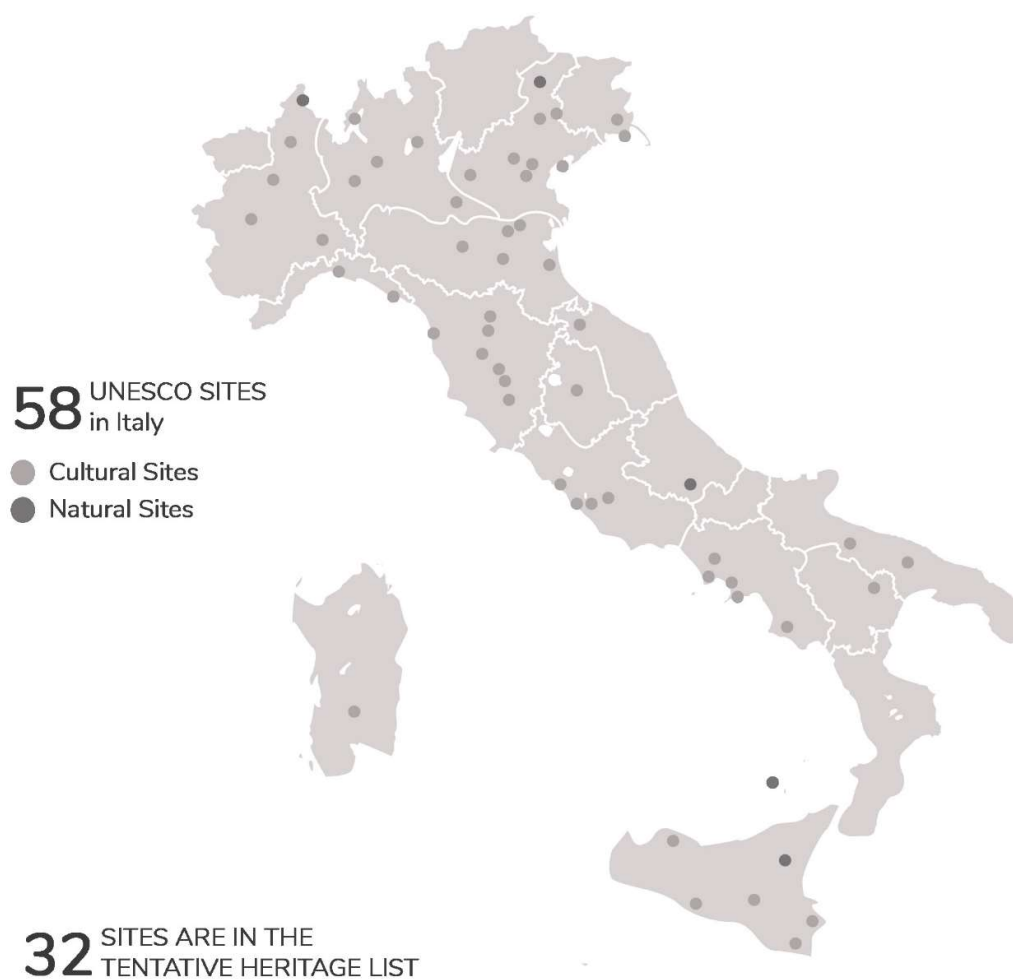 58 UNESCO SITES
in Italy
Cultural Sites
Natural Sites
32 SITES ARE IN THE
TENTATIVE HERITAGE LIST